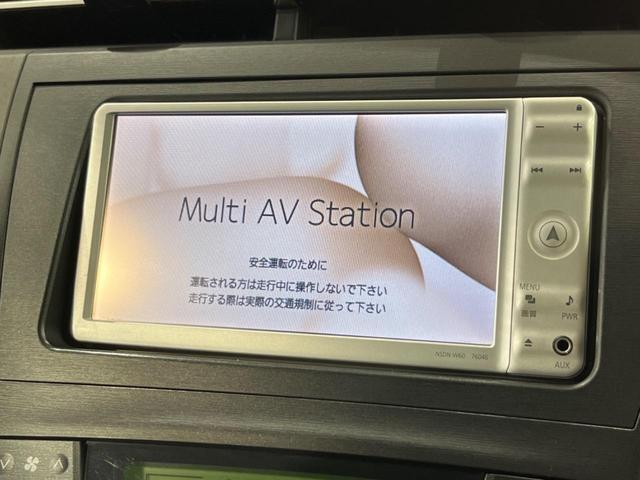 Multi AV Station
安全運転のために
運転される方は走行中に操作しないで下さい
走行する際は実際の交通規制に従って下さい
MENU
画質
PWR
AUX
NSDN-W60 76048